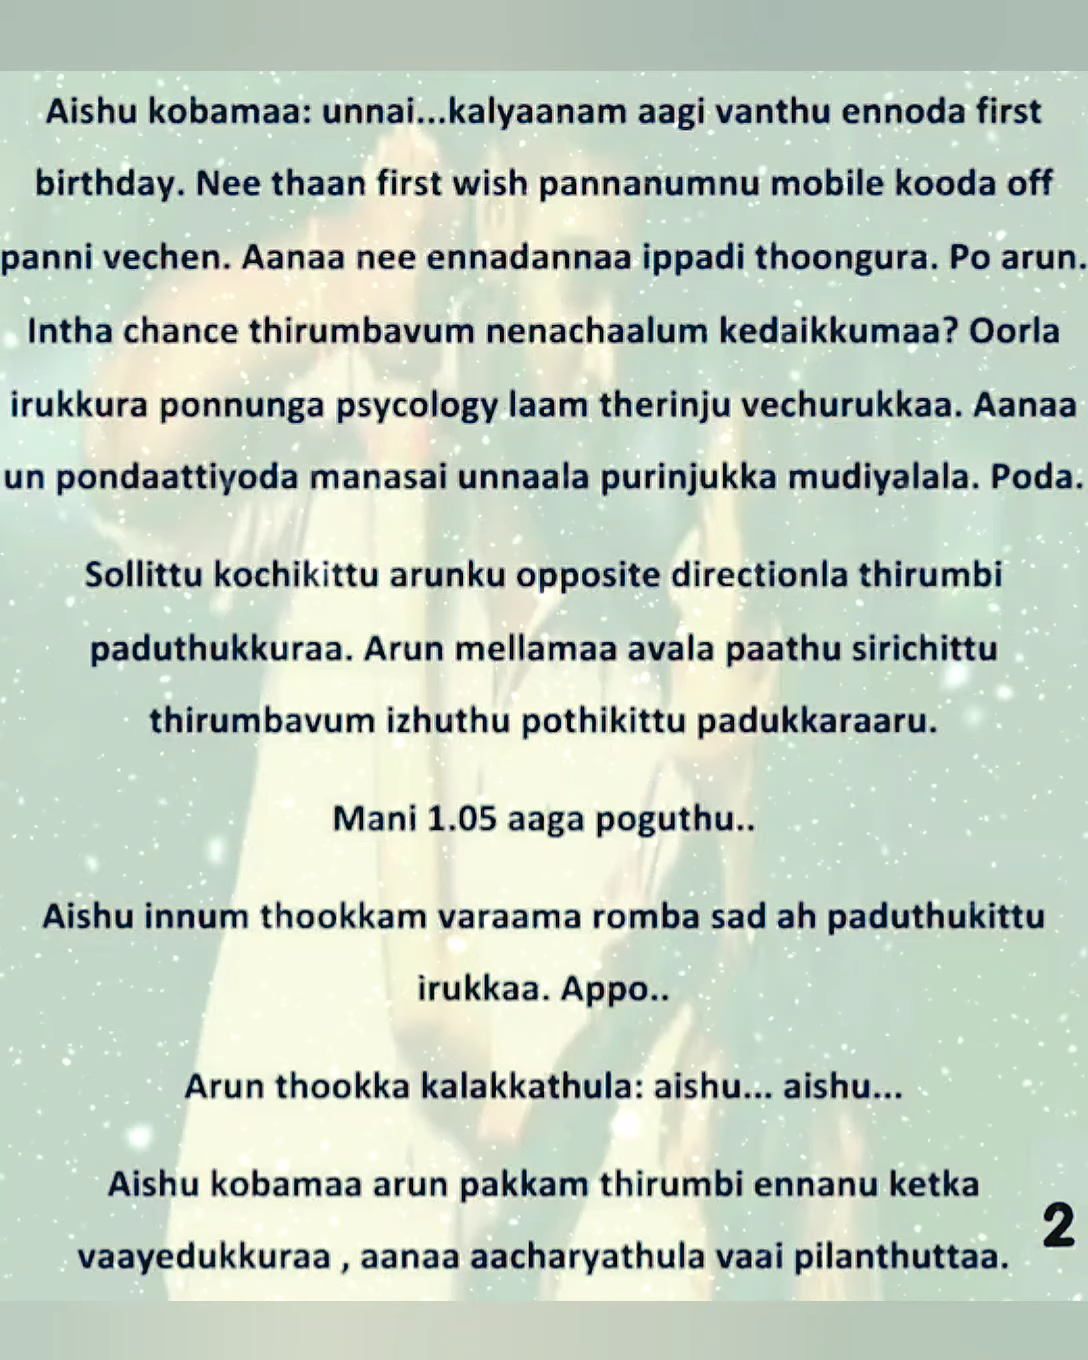 Aishu kobamaa: unnai...kalyaanam aagi vanthu ennoda first
birthday. Nee thaan first wish pannanumnu mobile kooda off
panni vechen. Aanaa nee ennadannaa ippadi thoongura. Po arun.
Intha chance thirumbavum nenachaalum kedaikkumaa? Oorla
irukkura ponnunga psycology laam therinju vechurukkaa. Aanaa
un pondaattiyoda manasai unnaala purinjukka mudiyalala. Poda.
Sollittu kochikittu arunku opposite directionla thirumbi
paduthukkuraa. Arun mellamaa avala paathu sirichittu
thirumbavum izhuthu pothikittu padukkaraaru.
Mani 1.05 aaga poguthu..
Aishu innum thookkam varaama romba sad ah paduthukittu
irukkaa. Appo..
Arun thookka kalakkathula: aishu... aishu...
Aishu kobamaa arun pakkam thirumbi ennanu ketka
vaayedukkuraa , aanaa aacharyathula vaai pilanthuttaa.
2